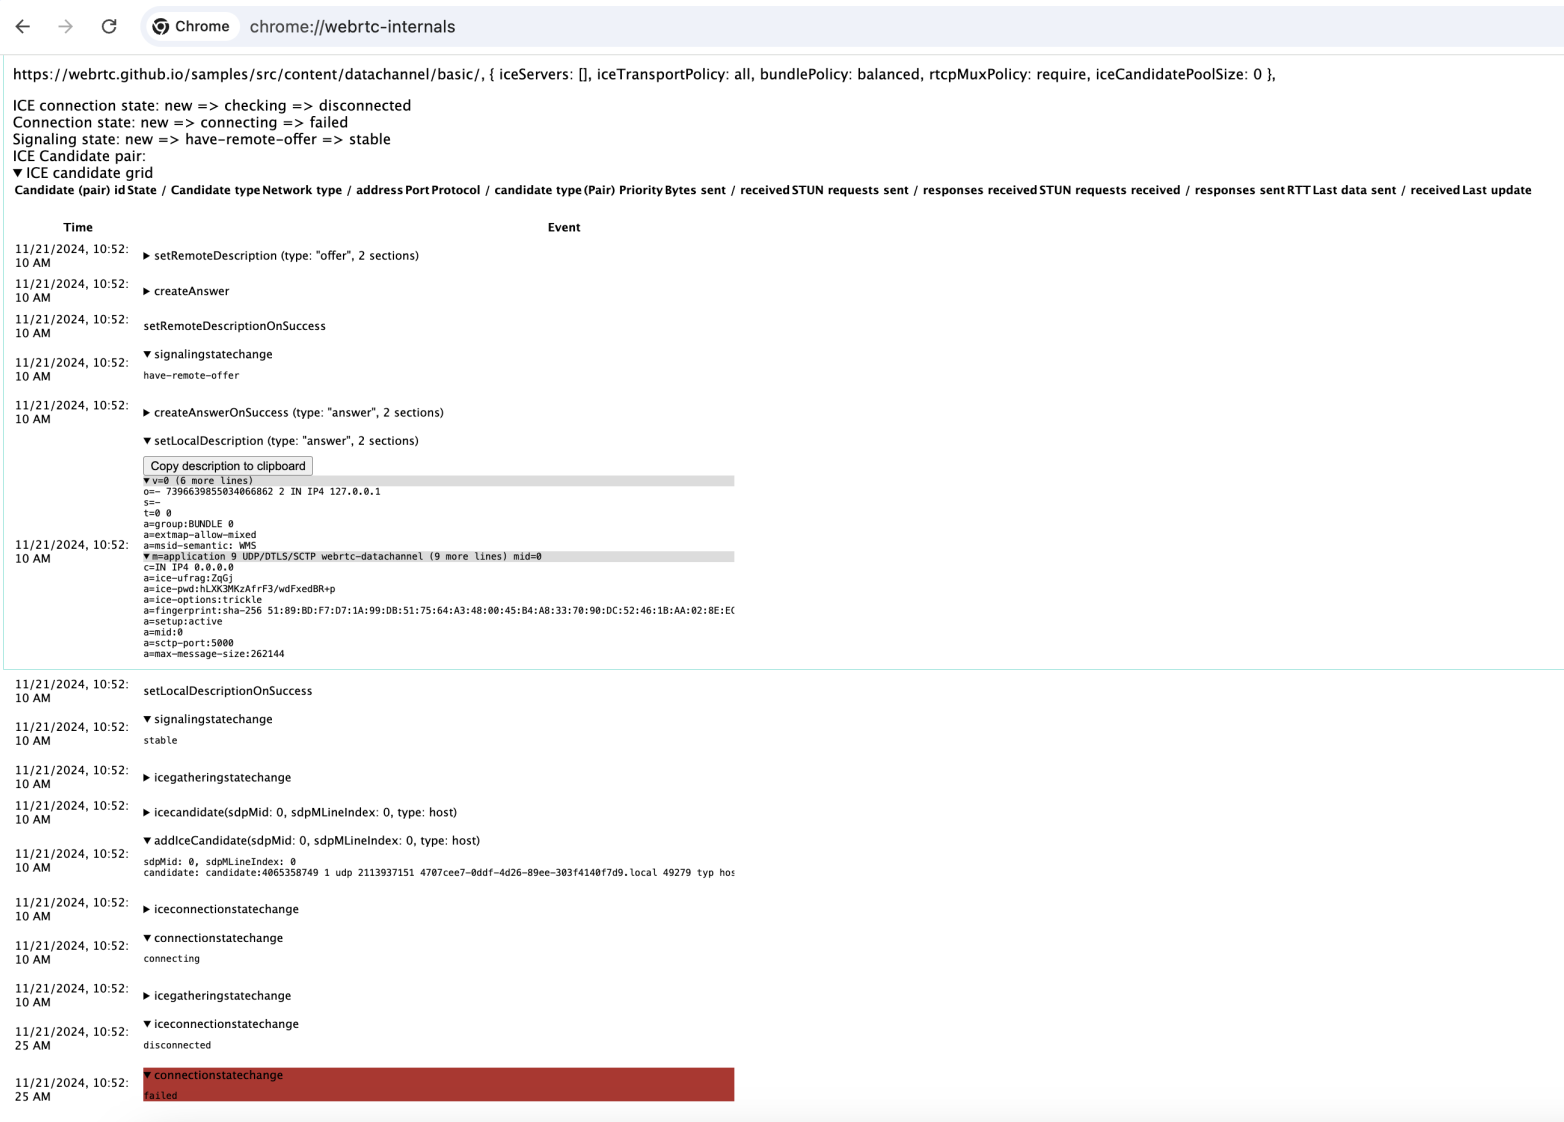 Chrome chrome://webrtc-internals
https://webrtc.github.io/samples/src/content/datachannel/basic/, { iceServers: [], iceTransportPolicy: all, bundlePolicy: balanced, rtcpMuxPolicy: require, iceCandidatePoolSize: 0 },
ICE connection state: new => checking => disconnected
Connection state: new => connecting => failed
Signaling state: new => have-remote-offer => stable
ICE Candidate pair:
▼ ICE candidate grid
Candidate (pair) id State / Candidate type Network type / address Port Protocol / candidate type (Pair) Priority Bytes sent / received STUN requests sent / responses received STUN requests received / responses sent RTT Last data sent / received Last update
Time Event
11/21/2024, 10:52:
10 AM
▶ setRemoteDescription (type: "offer", 2 sections)
11/21/2024, 10:52:
10 AM
▶ createAnswer
11/21/2024, 10:52:
10 AM
setRemoteDescriptionOnSuccess
11/21/2024, 10:52:
10 AM
▼ signalingstatechange
have-remote-offer
11/21/2024, 10:52:
10 AM
▶ createAnswerOnSuccess (type: "answer", 2 sections)
11/21/2024, 10:52:
10 AM
▼ setLocalDescription (type: "answer", 2 sections)
Copy description to clipboard
▼ v=0 (6 more lines)
o=- 7396639855034066862 2 IN IP4 127.0.0.1
s=-
t=0 0
a=group:BUNDLE 0
a=extmap-allow-mixed
a=msid-semantic: WMS
▼ m=application 9 UDP/DTLS/SCTP webrtc-datachannel (9 more lines) mid=0
c=IN IP4 0.0.0.0
a=ice-ufrag:ZqGj
a=ice-pwd:hLXK3MKzAfrF3/wdFxedBR+p
a=ice-options:trickle
a=fingerprint:sha-256 51:89:BD:F7:D7:1A:99:DB:51:75:64:A3:48:00:45:B4:A8:33:70:90:DC:52:46:1B:AA:02:8E:
a=setup:active
a=mid:0
a=sctp-port:5000
a=max-message-size:262144
11/21/2024, 10:52:
10 AM
setLocalDescriptionOnSuccess
11/21/2024, 10:52:
10 AM
▼ signalingstatechange
stable
11/21/2024, 10:52:
10 AM
▶ icegatheringstatechange
11/21/2024, 10:52:
10 AM
▶ icecandidate(sdpMid: 0, sdpMLineIndex: 0, type: host)
11/21/2024, 10:52:
10 AM
▼ addIceCandidate(sdpMid: 0, sdpMLineIndex: 0, type: host)
sdpMid: 0, sdpMLineIndex: 0
candidate: candidate:4065358749 1 udp 2113937151 4707cee7-0ddf-4d26-89ee-303f4140f7d9.local 49279 typ hos
11/21/2024, 10:52:
10 AM
▶ iceconnectionstatechange
11/21/2024, 10:52:
10 AM
▼ connectionstatechange
connecting
11/21/2024, 10:52:
10 AM
▶ icegatheringstatechange
11/21/2024, 10:52:
25 AM
▼ iceconnectionstatechange
disconnected
11/21/2024, 10:52:
25 AM
▼ connectionstatechange
failed